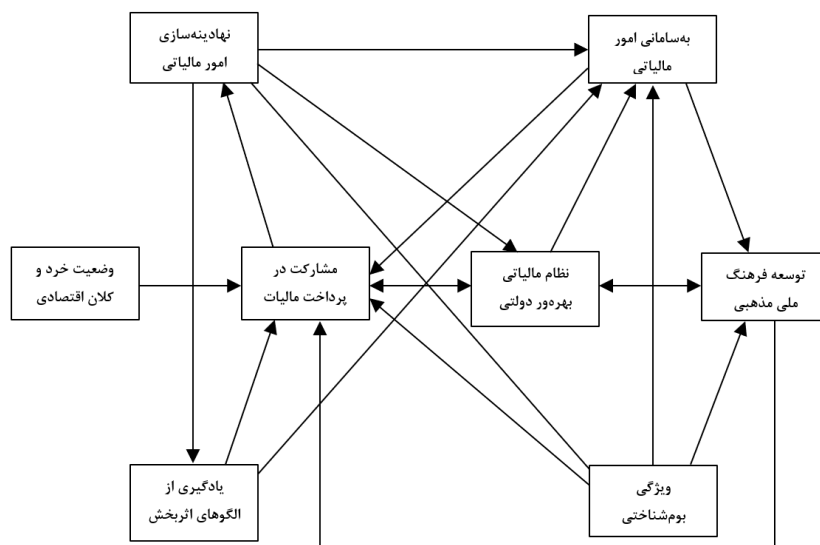 نهادینه‌سازی
امور مالیاتی
به‌سامانی امور
مالیاتی
وضعیت خرد و
کلان اقتصادی
مشارکت در
پرداخت مالیات
نظام مالیاتی
بهره‌ور دولتی
توسعه فرهنگ
ملی مذهبی
یادگیری از
الگوهای اثربخش
ویژگی
بوم‌شناختی